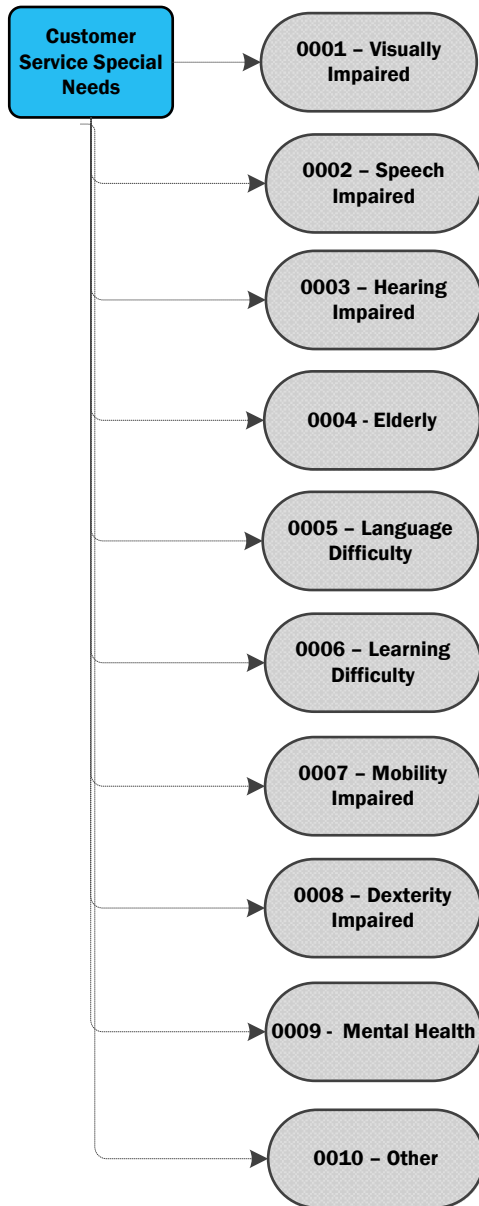 Customer
Service Special
Needs
0001 – Visually
Impaired
0002 – Speech
Impaired
0003 – Hearing
Impaired
0004 - Elderly
0005 – Language
Difficulty
0006 – Learning
Difficulty
0007 – Mobility
Impaired
0008 – Dexterity
Impaired
0009 -  Mental Health
0010 – Other